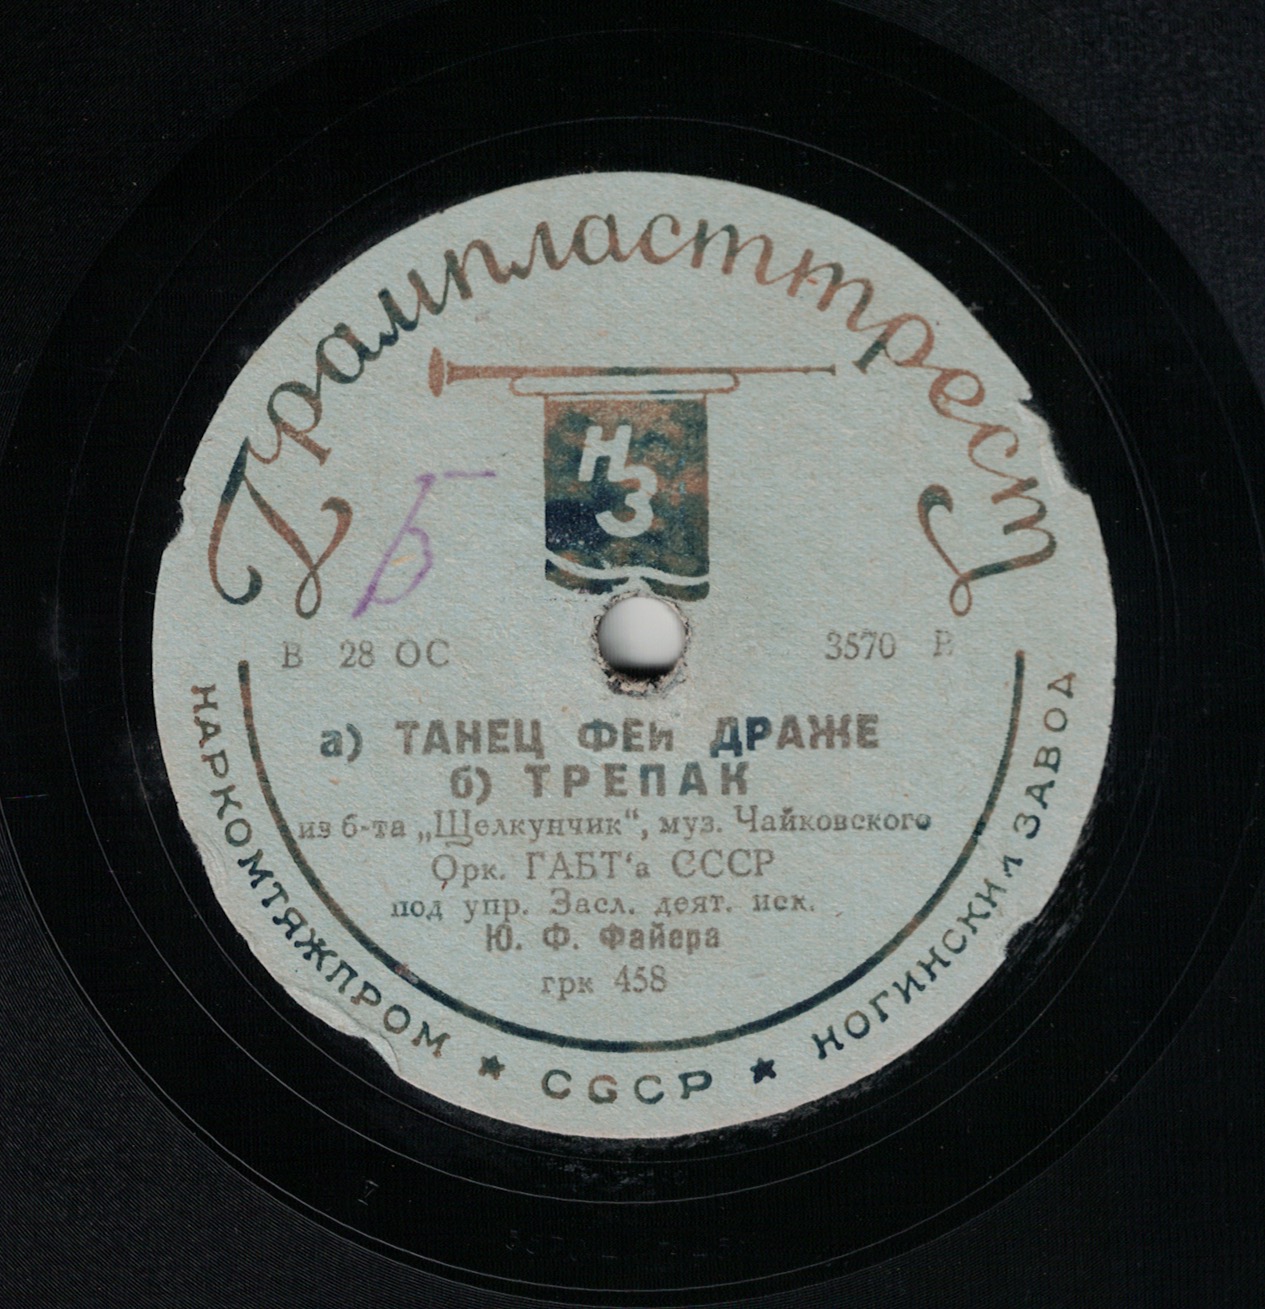 Грампласттрест
НЗ
Б
В 28 ОС
3570 В
а) ТАНЕЦ ФЕИ ДРАЖЕ
б) ТРЕПАК
из б-та „Щелкунчик“, муз. Чайковского
Орк. ГАБТ‘а СССР
под упр. Засл. деят. иск.
Ю. Ф. Файера
грк 458
НАРКОМТЯЖПРОМ ★ СССР ★ НОГИНСКИЙ ЗАВОД